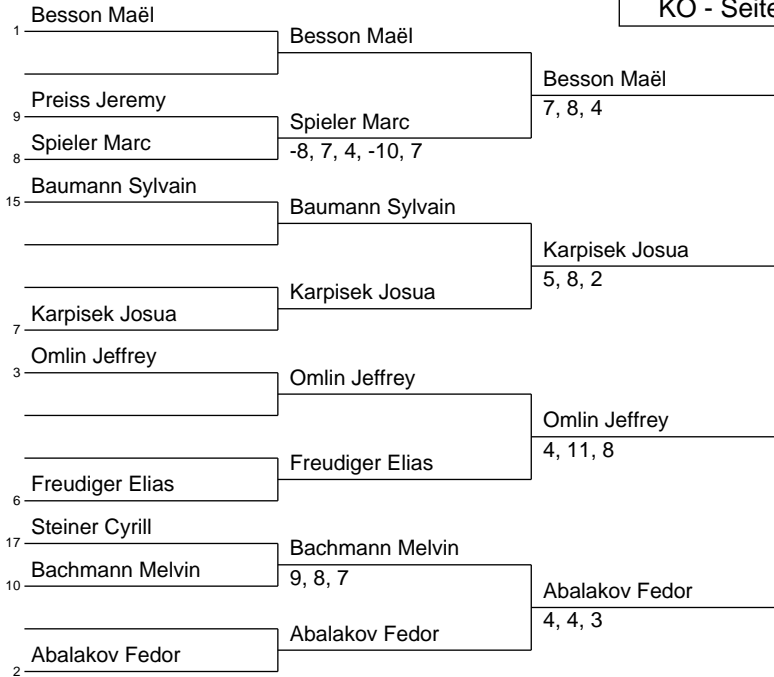 KO - Seite
1 Besson Maël
Besson Maël
Besson Maël
7, 8, 4
9 Preiss Jeremy
Spieler Marc
-8, 7, 4, -10, 7
8 Spieler Marc
15 Baumann Sylvain
Baumann Sylvain
Karpisek Josua
5, 8, 2
Karpisek Josua
7 Karpisek Josua
3 Omlin Jeffrey
Omlin Jeffrey
Omlin Jeffrey
4, 11, 8
Freudiger Elias
6 Freudiger Elias
17 Steiner Cyrill
Bachmann Melvin
9, 8, 7
10 Bachmann Melvin
Abalakov Fedor
4, 4, 3
Abalakov Fedor
2 Abalakov Fedor